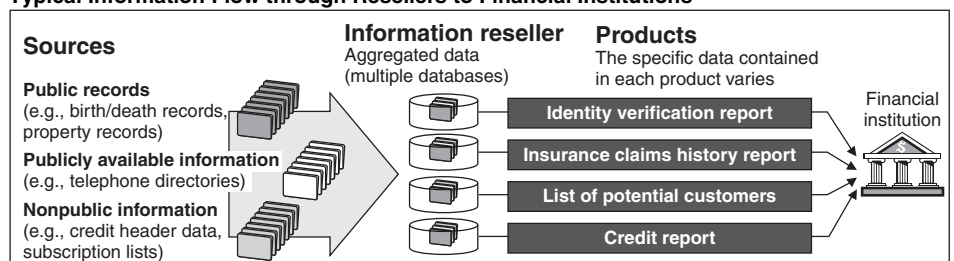 Typical Information Flow through Resellers to Financial Institutions
Sources
Public records
(e.g., birth/death records,
property records)
Publicly available information
(e.g., telephone directories)
Nonpublic information
(e.g., credit header data,
subscription lists)
Information reseller
Aggregated data
(multiple databases)
Products
The specific data contained
in each product varies
Identity verification report
Insurance claims history report
List of potential customers
Credit report
Financial
institution
$